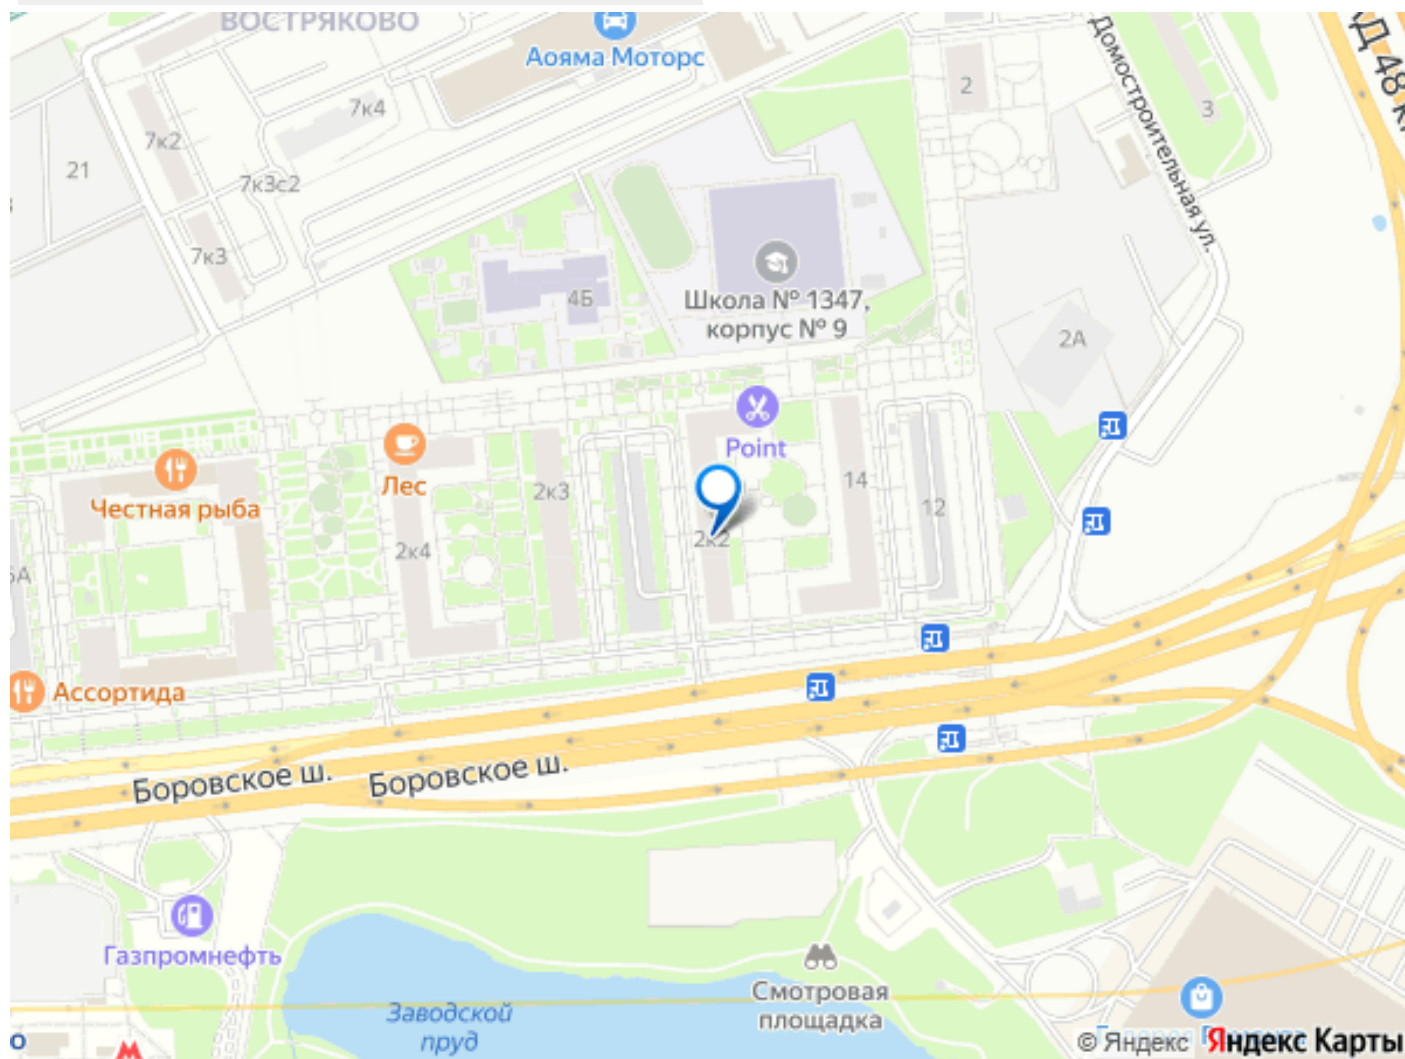 ВОСТРЯКОВО
Аояма Моторс
Домостроительная ул.
2
3
7к4
7к2
21
7к3с2
7к3
4Б
Школа № 1347,
корпус № 9
2А
Point
Лес
Честная рыба
2к3
14
12
2к2
2к4
Ассортида
Боровское ш.
Боровское ш.
Газпромнефть
Заводской
пруд
Смотровая
площадка
© Яндекс Яндекс Карты